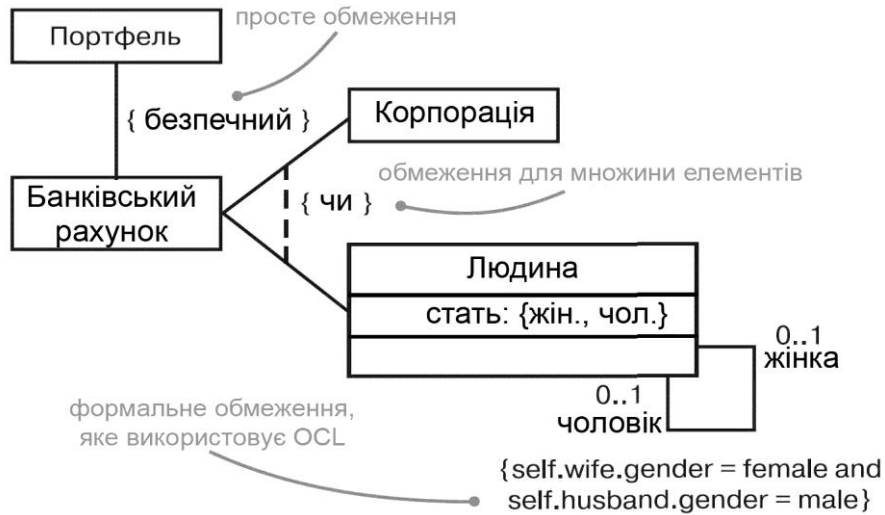 просте обмеження
Портфель
{ безпечний }
Корпорація
обмеження для множини елементів
Банківський
рахунок
{ чи }
Людина
стать: {жін., чол.}
0..1
жінка
0..1
чоловік
формальне обмеження,
яке використовує OCL
{self.wife.gender = female and
self.husband.gender = male}